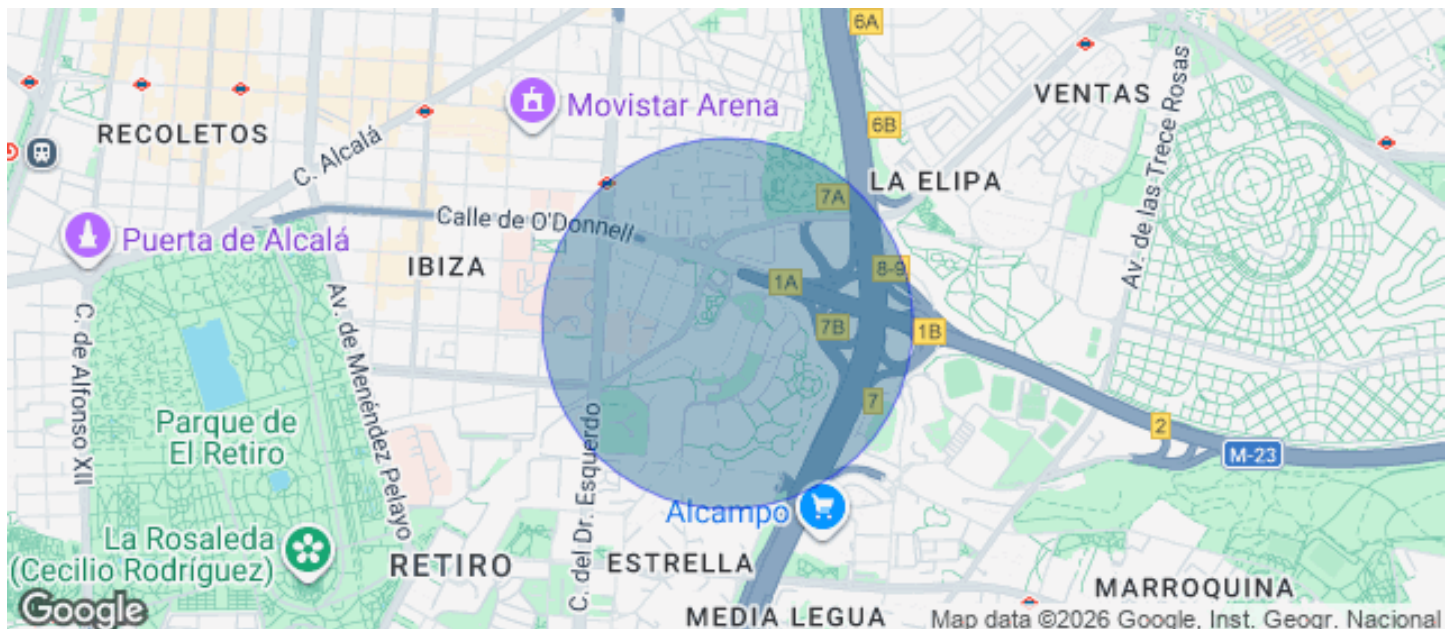 6A
Movistar Arena
VENTAS
RECOLETOS
C. Alcalá
6B
Av. de las Trece Rosas
LA ELIPA
7A
Calle de O'Donnell
Puerta de Alcalá
IBIZA
8-9
1A
7B
1B
C. de Alfonso XII
Av. de Menéndez Pelayo
Parque de
El Retiro
7
2
M-23
C. del Dr. Esquerdo
Alcampo
La Rosaleda
(Cecilio Rodríguez)
RETIRO
ESTRELLA
MARROQUINA
MEDIA LEGUA
Google
Map data ©2026 Google, Inst. Geogr. Nacional